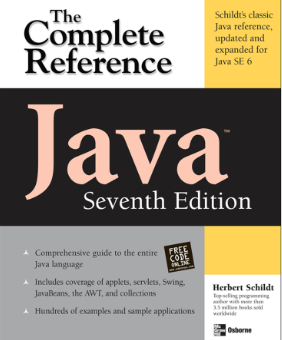 The
Complete
Reference
Schildt's classic
Java reference,
updated and
expanded for
Java SE 6
Java™
Seventh Edition
Comprehensive guide to the entire
Java language
Includes coverage of applets, servlets, Swing,
JavaBeans, the AWT, and collections
Hundreds of examples and sample applications
FREE
CODE
ONLINE
Herbert Schildt
Top-selling programming
author with more than
3.5 million books sold
worldwide
Osborne